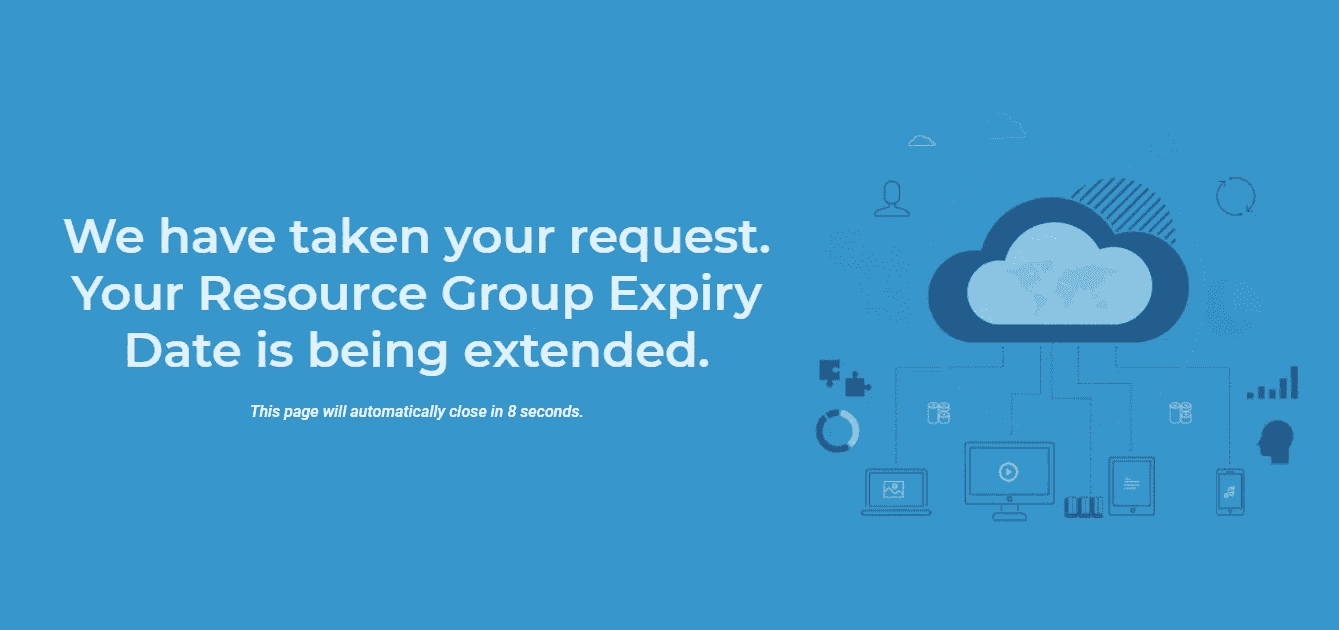 We have taken your request.
Your Resource Group Expiry
Date is being extended.
This page will automatically close in 8 seconds.